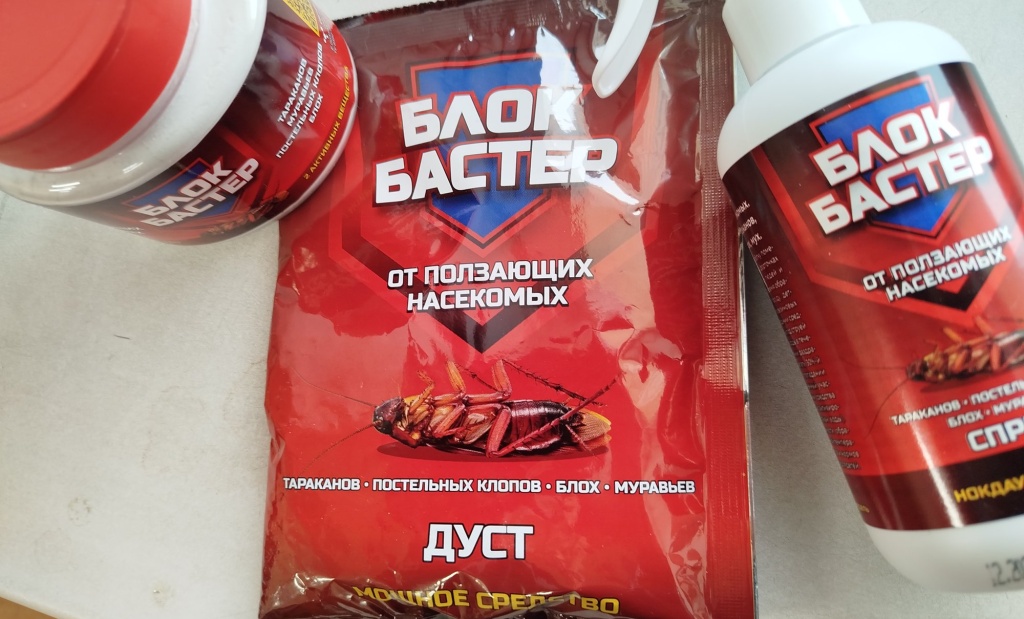 ТАРАКАНОВ
МУРАВЬЕВ
ПОСТЕЛЬНЫХ КЛОПОВ
БЛОХ
2 АКТИВНЫХ ВЕЩЕСТВА
БЛОК
БАСТЕР
БЛОК
БАСТЕР
ОТ ПОЛЗАЮЩИХ
НАСЕКОМЫХ
ТАРАКАНОВ • ПОСТЕЛЬНЫХ КЛОПОВ • БЛОХ • МУРАВЬЕВ
ДУСТ
МОЩНОЕ СРЕДСТВО
БЛОК
БАСТЕР
ОТ ПОЛЗАЮЩИХ
НАСЕКОМЫХ
ТАРАКАНОВ • ПОСТЕЛЬ
БЛОХ • МУРА
СПР
НОКДАУ